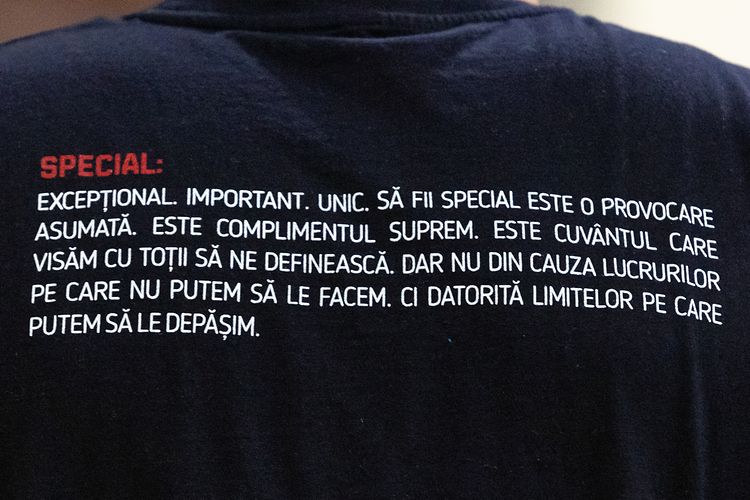 SPECIAL:
EXCEPȚIONAL. IMPORTANT. UNIC. SĂ FII SPECIAL ESTE O PROVOCARE
ASUMATĂ. ESTE COMPLIMENTUL SUPREM. ESTE CUVÂNTUL CARE
VISĂM CU TOȚII SĂ NE DEFINEASCĂ. DAR NU DIN CAUZA LUCRURILOR
PE CARE NU PUTEM SĂ LE FACEM. CI DATORITĂ LIMITELOR PE CARE
PUTEM SĂ LE DEPĂȘIM.